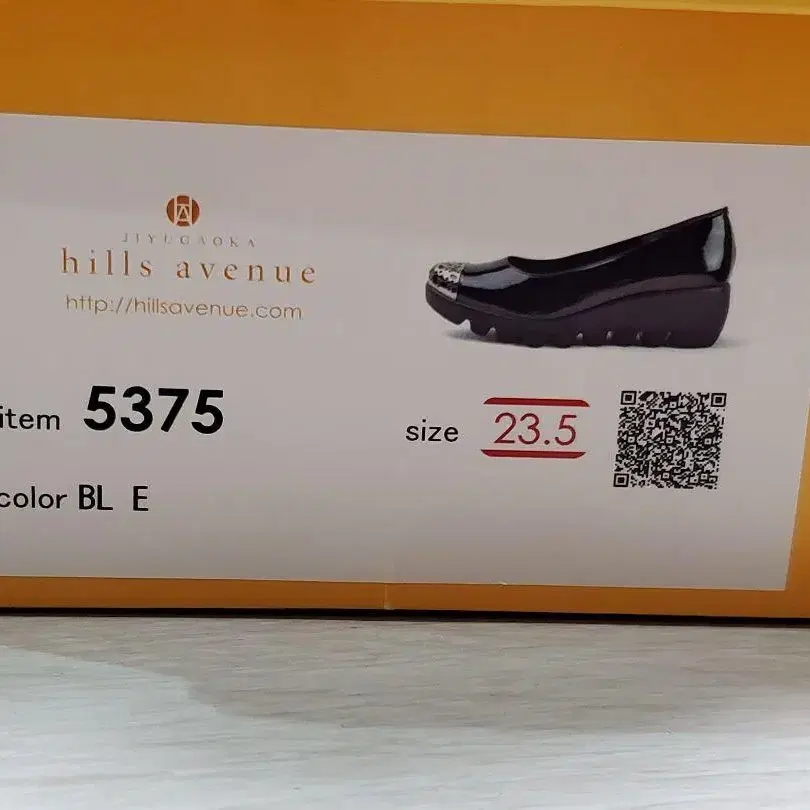 JIYUGAOKA
hills avenue
http://hillsavenue.com
item 5375
size 23.5
color BL E